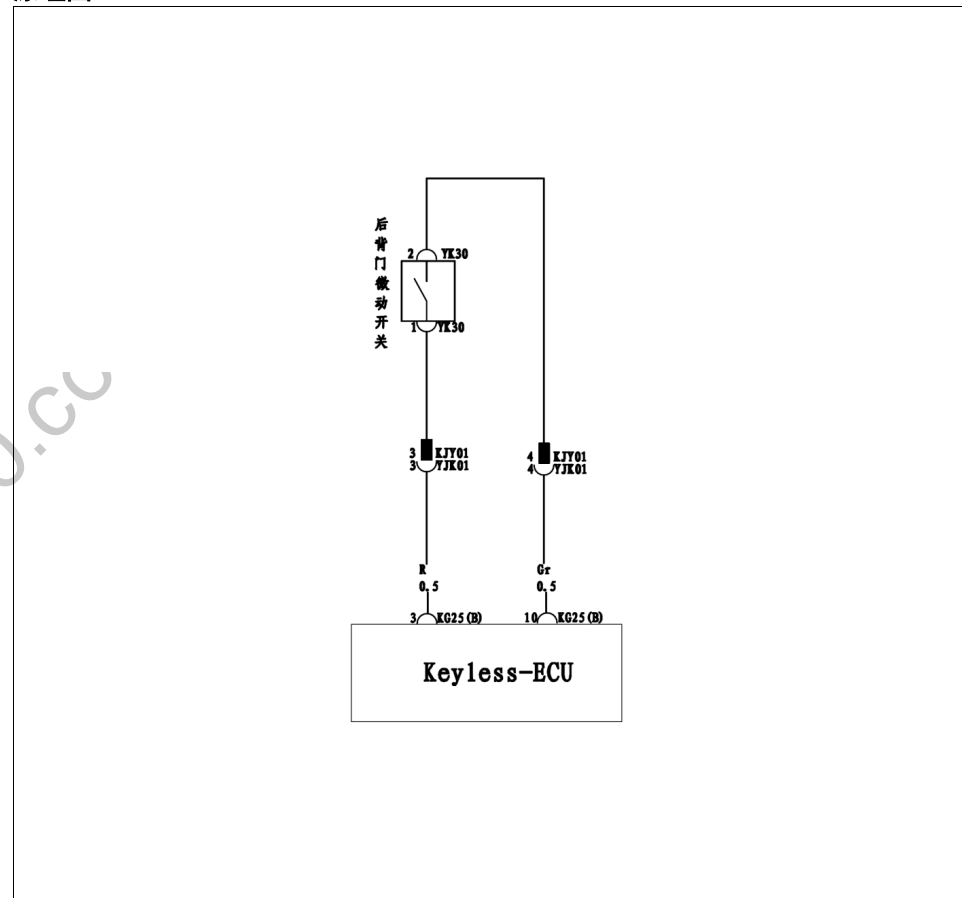 后背门微动开关
2 YK30
1 YK30
3 KJY01
3 YJK01
4 KJY01
4 YJK01
R
0.5
Gr
0.5
3 KG25(B)
10 KG25(B)
Keyless-ECU